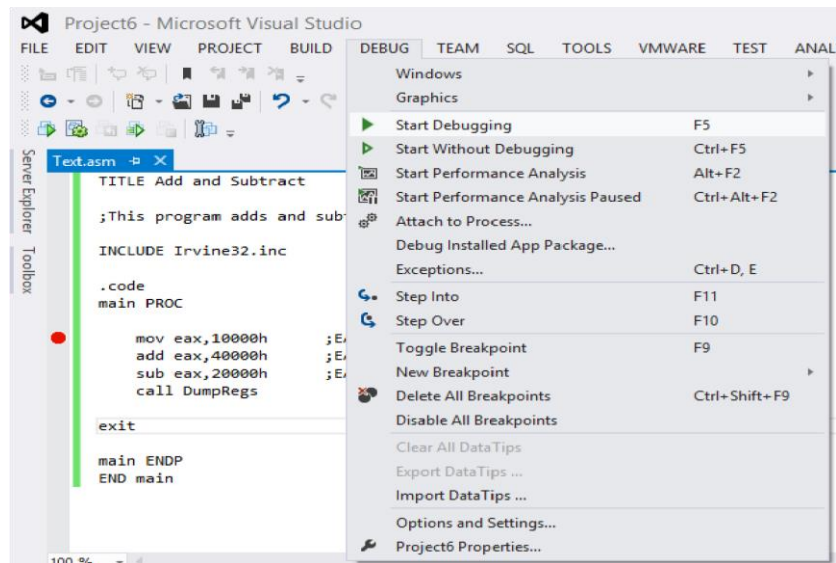 Project6 - Microsoft Visual Studio
FILE EDIT VIEW PROJECT BUILD DEBUG TEAM SQL TOOLS VMWARE TEST ANAL
Windows
Graphics
Start Debugging F5
Start Without Debugging Ctrl+F5
Start Performance Analysis Alt+F2
Start Performance Analysis Paused Ctrl+Alt+F2
Attach to Process...
Debug Installed App Package...
Exceptions... Ctrl+D, E
Step Into F11
Step Over F10
Toggle Breakpoint F9
New Breakpoint
Delete All Breakpoints Ctrl+Shift+F9
Disable All Breakpoints
Clear All DataTips
Export DataTips ...
Import DataTips ...
Options and Settings...
Project6 Properties...
Server Explorer
Toolbox
Text.asm
TITLE Add and Subtract
;This program adds and sub
INCLUDE Irvine32.inc
.code
main PROC
mov eax,10000h ;E
add eax,40000h ;E
sub eax,20000h ;E
call DumpRegs
exit
main ENDP
END main
100 %